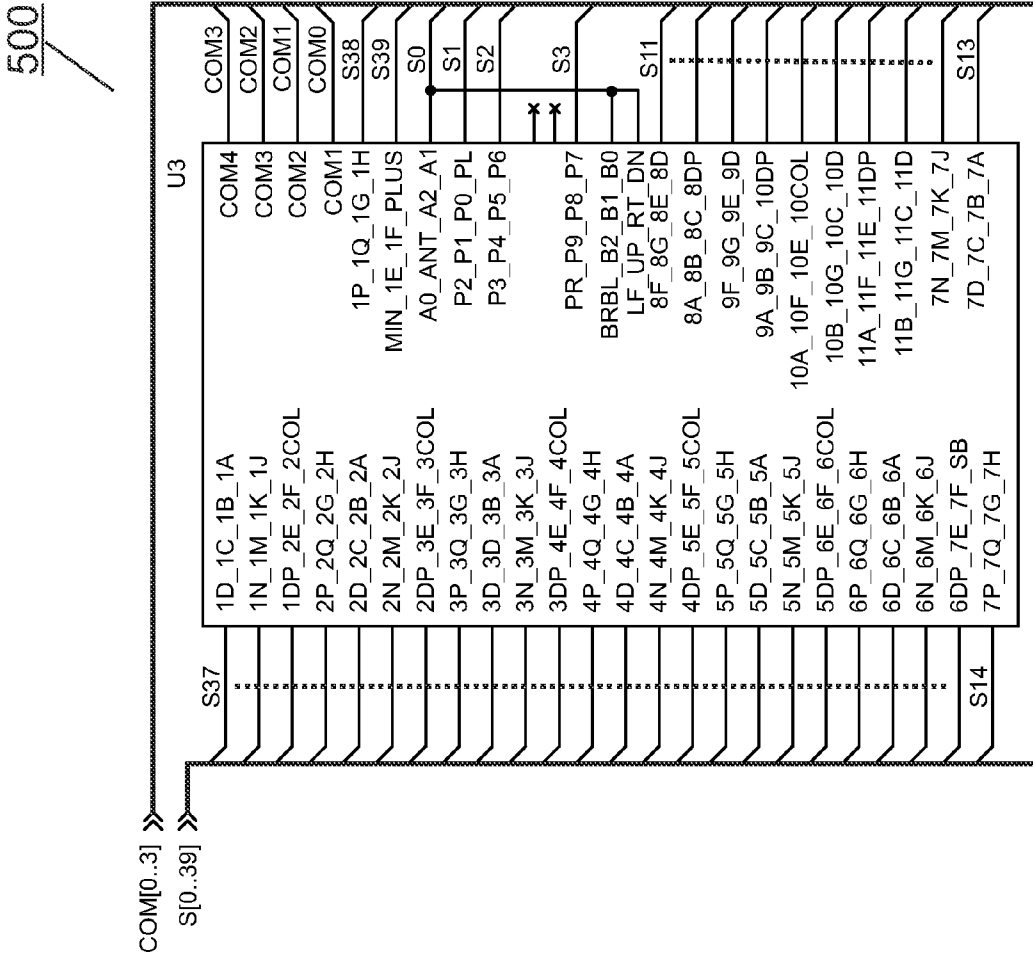 500
COM[0..3]
S[0..39]
U3
S37
S14
1D_1C_1B_1A
1N_1M_1K_1J
1DP_2E_2F_2COL
2P_2Q_2G_2H
2D_2C_2B_2A
2N_2M_2K_2J
2DP_3E_3F_3COL
3P_3Q_3G_3H
3D_3D_3B_3A
3N_3M_3K_3J
3DP_4E_4F_4COL
4P_4Q_4G_4H
4D_4C_4B_4A
4N_4M_4K_4J
4DP_5E_5F_5COL
5P_5Q_5G_5H
5D_5C_5B_5A
5N_5M_5K_5J
5DP_6E_6F_6COL
6P_6Q_6G_6H
6D_6C_6B_6A
6N_6M_6K_6J
6DP_7E_7F_SB
7P_7Q_7G_7H
COM4
COM3
COM2
COM1
1P_1Q_1G_1H
MIN_1E_1F_PLUS
A0_ANT_A2_A1
P2_P1_P0_PL
P3_P4_P5_P6
PR_P9_P8_P7
BRBL_B2_B1_B0
LF_UP_RT_DN
8F_8G_8E_8D
8A_8B_8C_8DP
9F_9G_9E_9D
9A_9B_9C_10DP
10A_10F_10E_10COL
10B_10G_10C_10D
11A_11F_11E_11DP
11B_11G_11C_11D
7N_7M_7K_7J
7D_7C_7B_7A
COM3
COM2
COM1
COM0
S38
S39
S0
S1
S2
S3
S11
S13